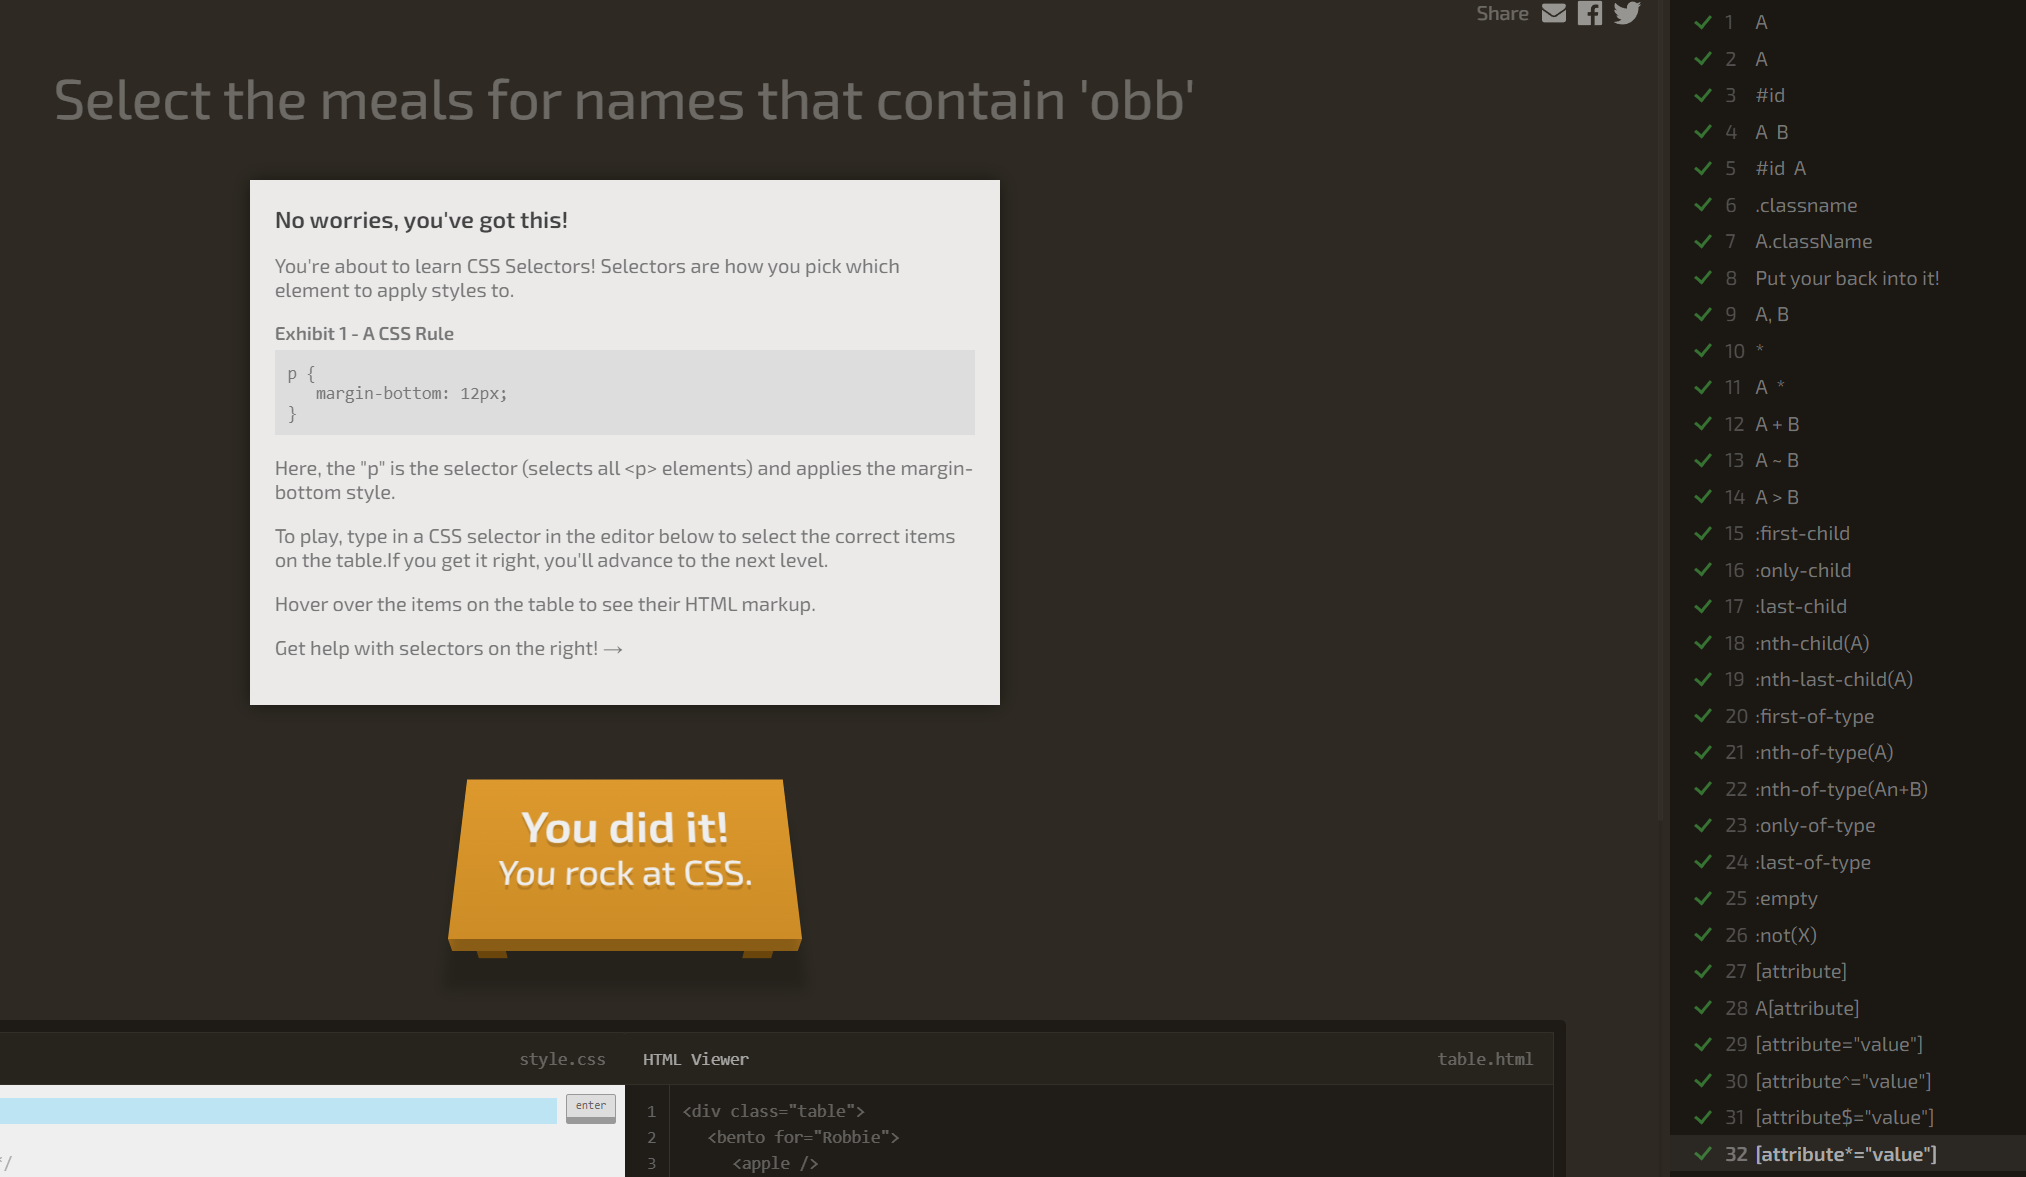 Share
Select the meals for names that contain 'obb'
No worries, you've got this!
You're about to learn CSS Selectors! Selectors are how you pick which
element to apply styles to.
Exhibit 1 - A CSS Rule
p {
margin-bottom: 12px;
}
Here, the "p" is the selector (selects all <p> elements) and applies the margin-
bottom style.
To play, type in a CSS selector in the editor below to select the correct items
on the table.If you get it right, you'll advance to the next level.
Hover over the items on the table to see their HTML markup.
Get help with selectors on the right! →
You did it!
You rock at CSS.
style.css
enter
*/
HTML Viewer
table.html
1 <div class="table">
2 <bento for="Robbie">
3 <apple />
1 A
2 A
3 #id
4 A B
5 #id A
6 .classname
7 A.className
8 Put your back into it!
9 A, B
10 *
11 A *
12 A + B
13 A ~ B
14 A > B
15 :first-child
16 :only-child
17 :last-child
18 :nth-child(A)
19 :nth-last-child(A)
20 :first-of-type
21 :nth-of-type(A)
22 :nth-of-type(An+B)
23 :only-of-type
24 :last-of-type
25 :empty
26 :not(X)
27 [attribute]
28 A[attribute]
29 [attribute="value"]
30 [attribute^="value"]
31 [attribute$="value"]
32 [attribute*="value"]